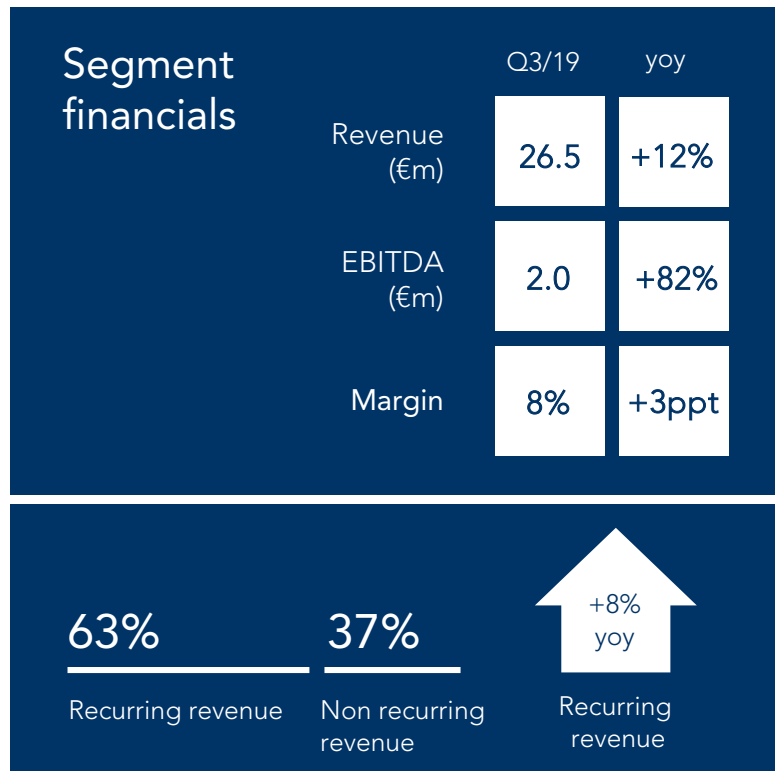 Segment
financials
Q3/19
yoy
Revenue
(€m)
26.5
+12%
EBITDA
(€m)
2.0
+82%
Margin
8%
+3ppt
63%
Recurring revenue
37%
Non recurring
revenue
+8%
yoy
Recurring
revenue